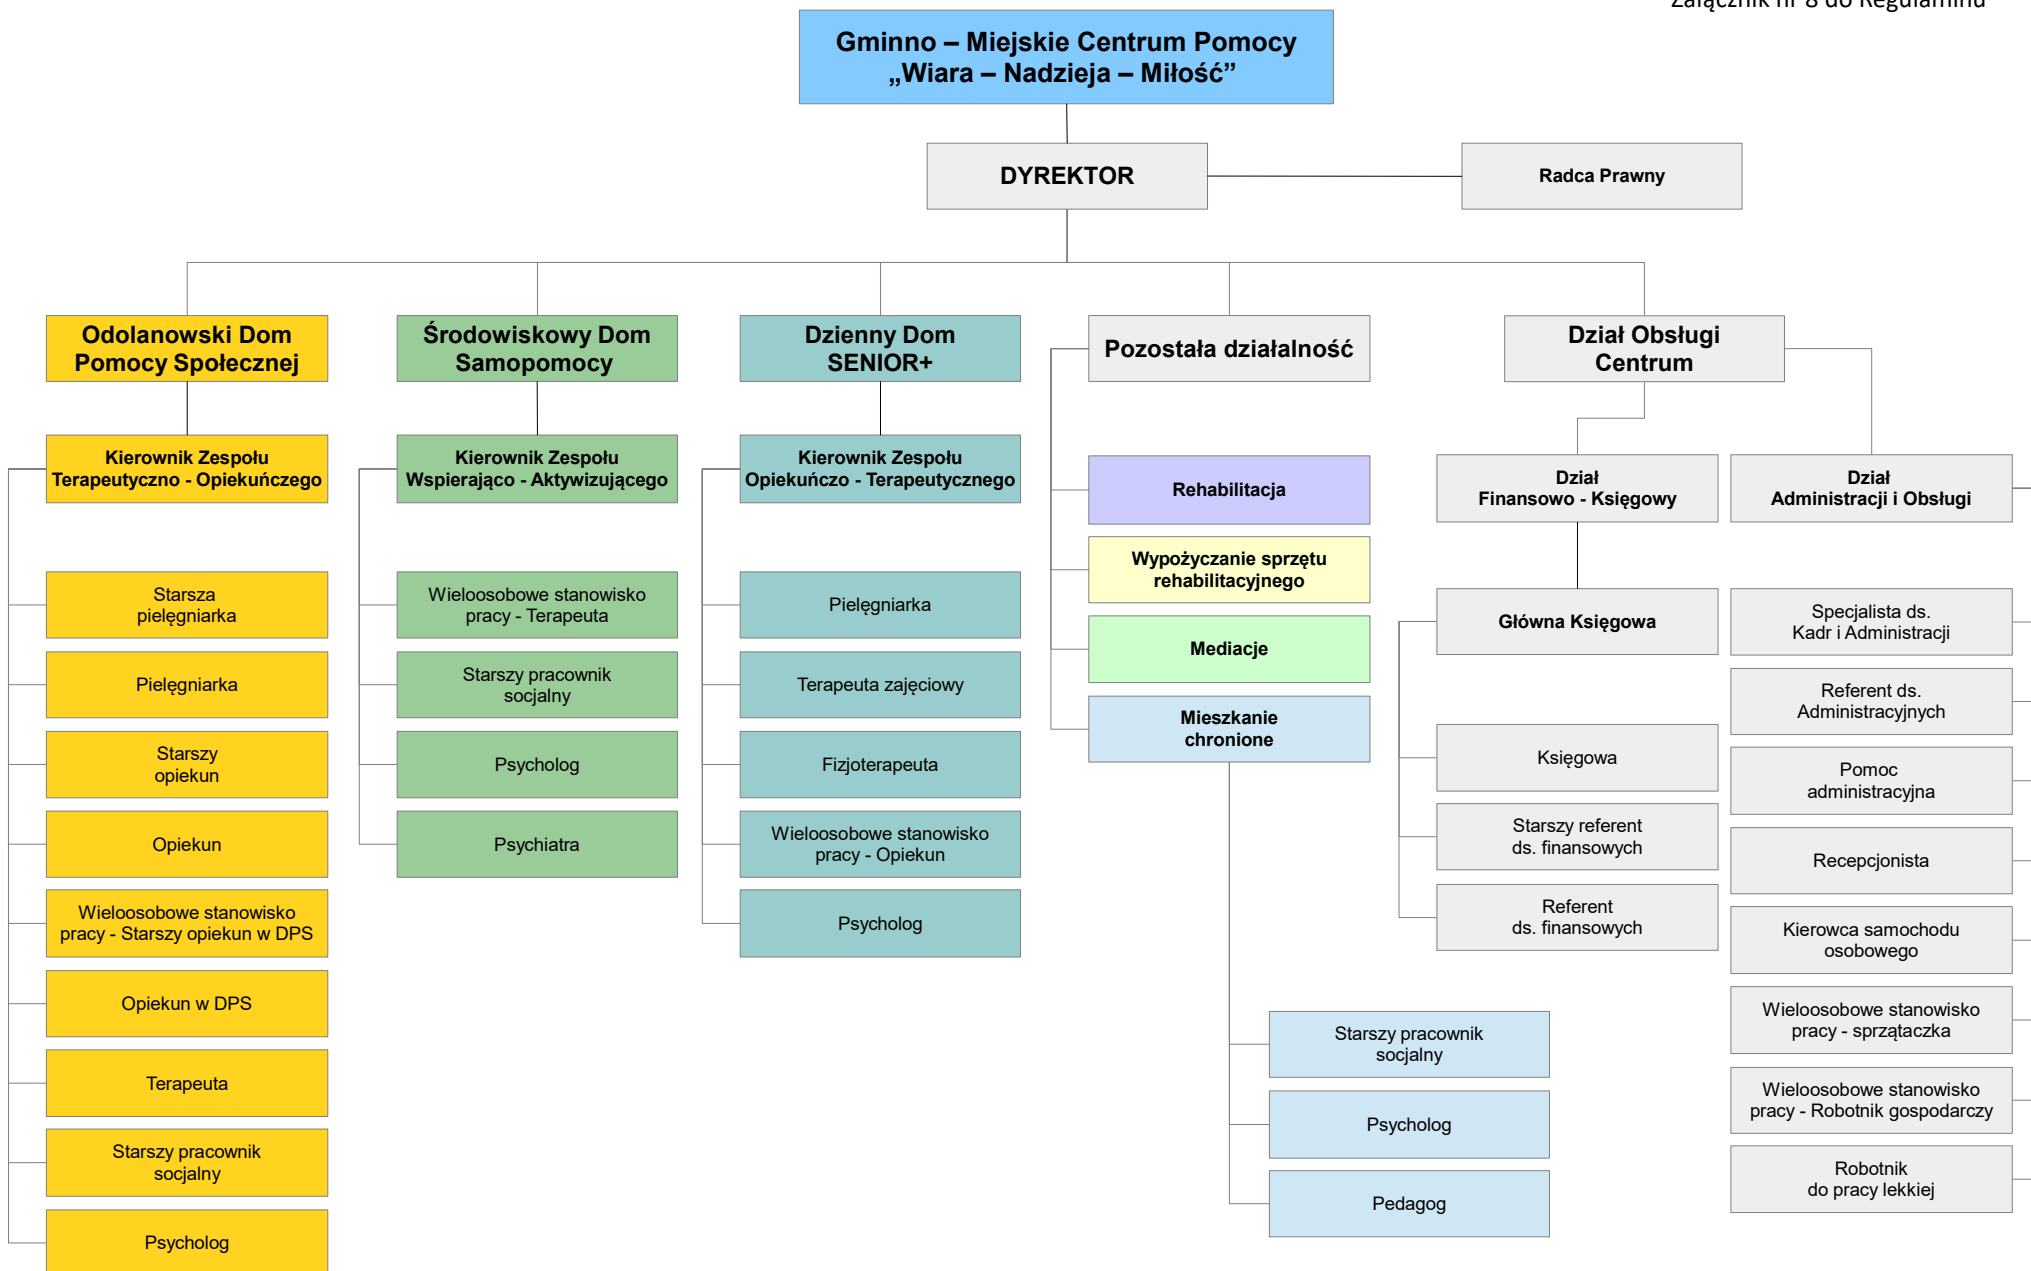 Załącznik nr 8 do Regulaminu
Gminno – Miejskie Centrum Pomocy
„Wiara – Nadzieja – Miłość”
DYREKTOR
Radca Prawny
Odolanowski Dom
Pomocy Społecznej
Środowiskowy Dom
Samopomocy
Dzienny Dom
SENIOR+
Pozostała działalność
Dział Obsługi
Centrum
Kierownik Zespołu
Terapeutyczno - Opiekuńczego
Starsza
pielęgniarka
Pielęgniarka
Starszy
opiekun
Opiekun
Wieloosobowe stanowisko
pracy - Starszy opiekun w DPS
Opiekun w DPS
Terapeuta
Starszy pracownik
socjalny
Psycholog
Kierownik Zespołu
Wspierająco - Aktywizującego
Wieloosobowe stanowisko
pracy - Terapeuta
Starszy pracownik
socjalny
Psycholog
Psychiatra
Kierownik Zespołu
Opiekuńczo - Terapeutycznego
Pielęgniarka
Terapeuta zajęciowy
Fizjoterapeuta
Wieloosobowe stanowisko
pracy - Opiekun
Psycholog
Rehabilitacja
Wypożyczanie sprzętu
rehabilitacyjnego
Mediacje
Mieszkanie
chronione
Starszy pracownik
socjalny
Psycholog
Pedagog
Dział
Finansowo - Księgowy
Główna Księgowa
Księgowa
Starszy referent
ds. finansowych
Referent
ds. finansowych
Dział
Administracji i Obsługi
Specjalista ds.
Kadr i Administracji
Referent ds.
Administracyjnych
Pomoc
administracyjna
Recepcjonista
Kierowca samochodu
osobowego
Wieloosobowe stanowisko
pracy - sprzątaczka
Wieloosobowe stanowisko
pracy - Robotnik gospodarczy
Robotnik
do pracy lekkiej